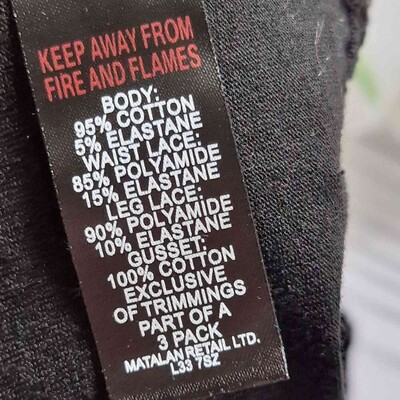 KEEP AWAY FROM
FIRE AND FLAMES
BODY:
95% COTTON
5% ELASTANE
WAIST LACE:
85% POLYAMIDE
15% ELASTANE
LEG LACE:
90% POLYAMIDE
10% ELASTANE
GUSSET:
100% COTTON
EXCLUSIVE
OF TRIMMINGS
PART OF A
3 PACK
MATALAN RETAIL LTD.
L33 7SZ